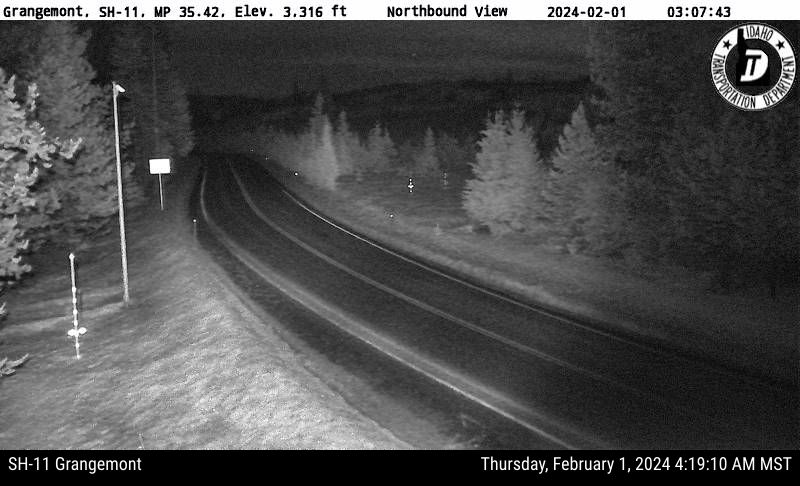 Grangemont, SH-11, MP 35.42, Elev. 3,316 ft Northbound View 2024-02-01 03:07:43
IDAHO
TRANSPORTATION DEPARTMENT
SH-11 Grangemont
Thursday, February 1, 2024 4:19:10 AM MST